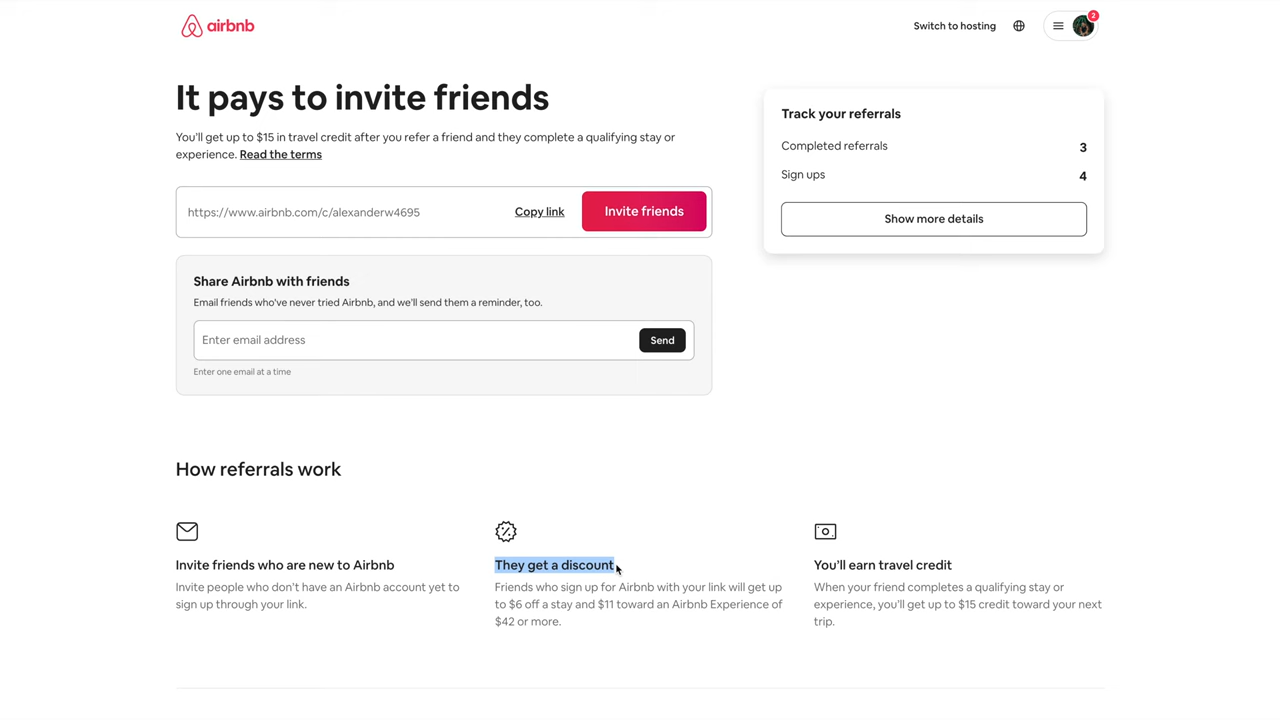 airbnb
Switch to hosting
2
It pays to invite friends
You'll get up to $15 in travel credit after you refer a friend and they complete a qualifying stay or
experience. Read the terms
https://www.airbnb.com/c/alexanderw4695
Copy link
Invite friends
Share Airbnb with friends
Email friends who've never tried Airbnb, and we'll send them a reminder, too.
Enter email address
Send
Enter one email at a time
Track your referrals
Completed referrals 3
Sign ups 4
Show more details
How referrals work
Invite friends who are new to Airbnb
Invite people who don't have an Airbnb account yet to
sign up through your link.
They get a discount
Friends who sign up for Airbnb with your link will get up
to $6 off a stay and $11 toward an Airbnb Experience of
$42 or more.
You'll earn travel credit
When your friend completes a qualifying stay or
experience, you'll get up to $15 credit toward your next
trip.